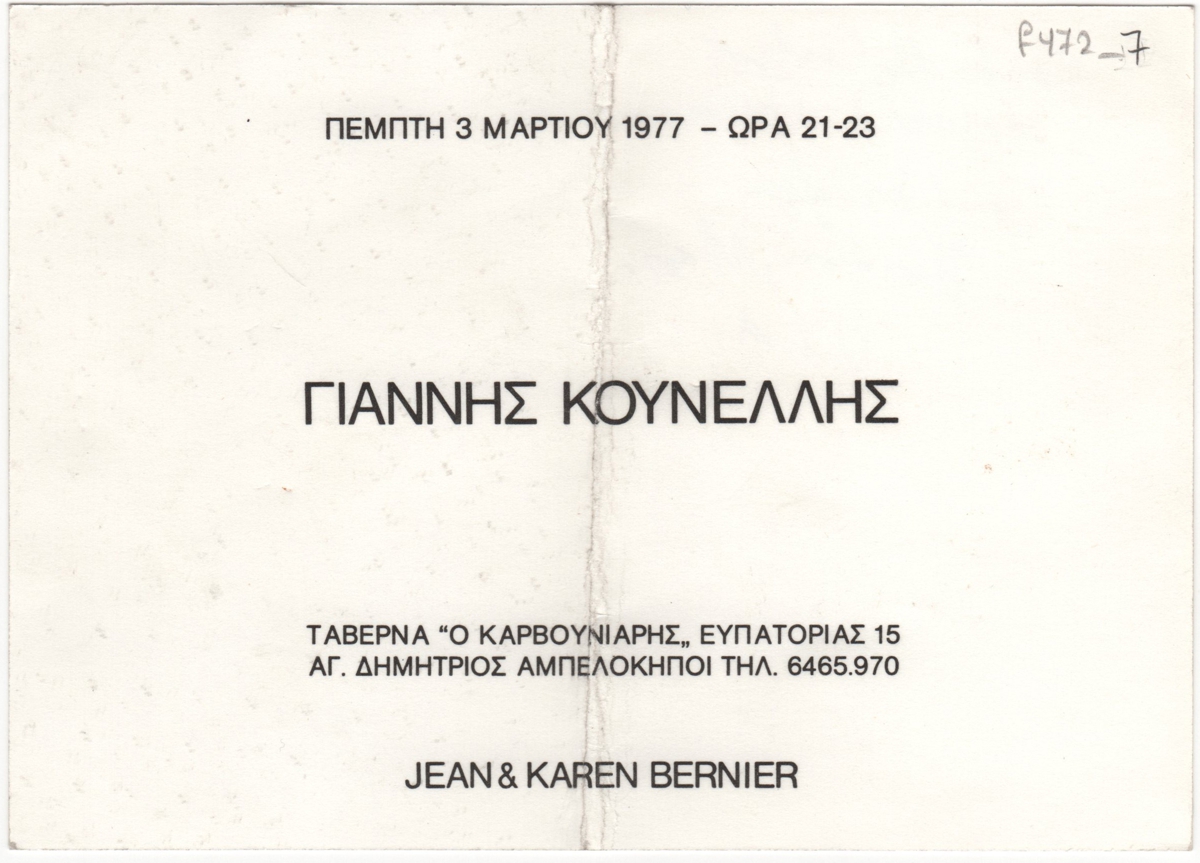 f472_7
ΠΕΜΠΤΗ 3 ΜΑΡΤΙΟΥ 1977 – ΩΡΑ 21-23
ΓΙΑΝΝΗΣ ΚΟΥΝΕΛΛΗΣ
ΤΑΒΕΡΝΑ “Ο ΚΑΡΒΟΥΝΙΑΡΗΣ„ ΕΥΠΑΤΟΡΙΑΣ 15
ΑΓ. ΔΗΜΗΤΡΙΟΣ ΑΜΠΕΛΟΚΗΠΟΙ ΤΗΛ. 6465.970
JEAN & KAREN BERNIER